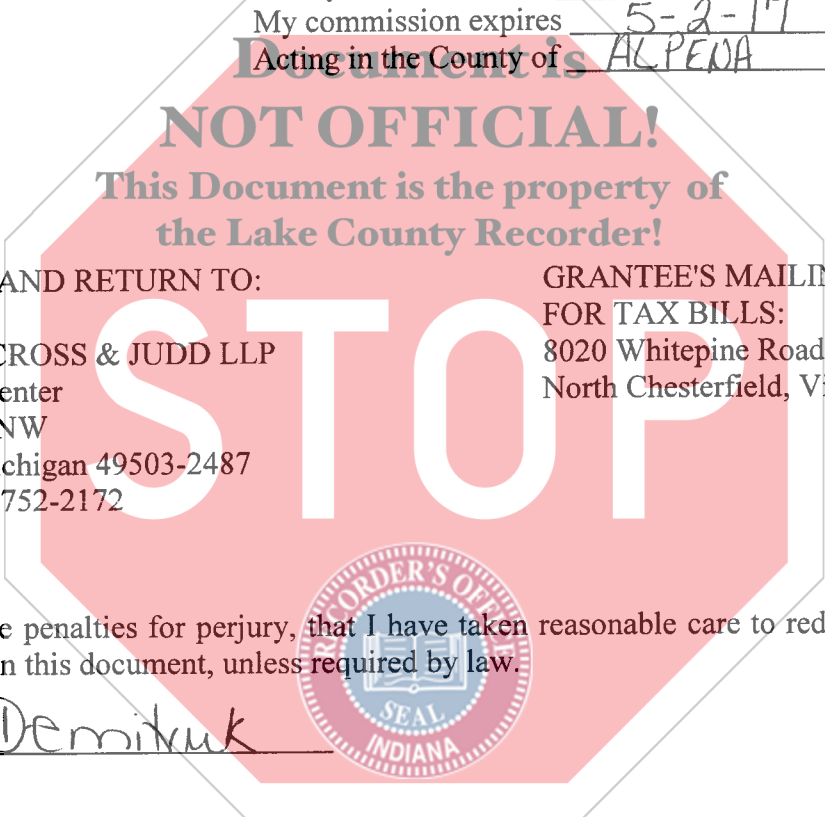 My commission expires 5-2-17
Acting in the County of ALPENA
Document is
NOT OFFICIAL!
This Document is the property of
the Lake County Recorder!
AND RETURN TO:
CROSS & JUDD LLP
enter
NW
chigan 49503-2487
752-2172
GRANTEE'S MAILIN
FOR TAX BILLS:
8020 Whitepine Road
North Chesterfield, Vi
STOP
e penalties for perjury, that I have taken reasonable care to red
n this document, unless required by law.
Demitruk
RECORDER'S OFFICE
SEAL
INDIANA